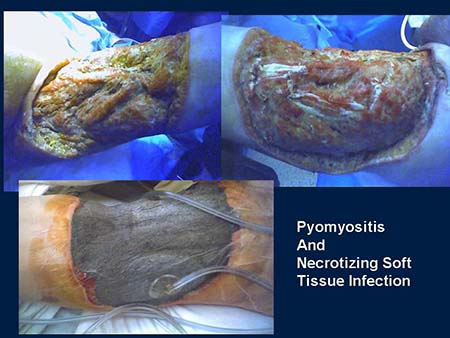 Pyomyositis
And
Necrotizing Soft
Tissue Infection